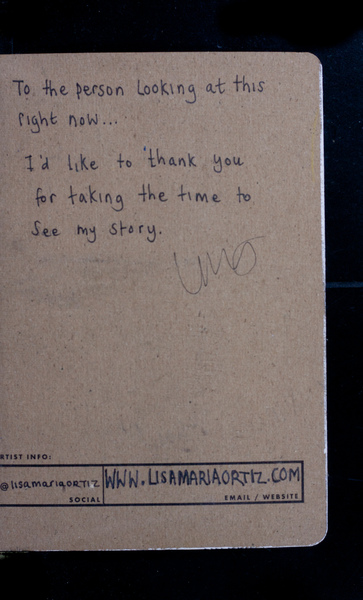 To the person looking at this
right now...
I'd like to thank you
for taking the time to
see my story.
RTIST INFO:
@lisamariaortiz
WWW.LISAMARIAORTIZ.COM
SOCIAL
EMAIL / WEBSITE